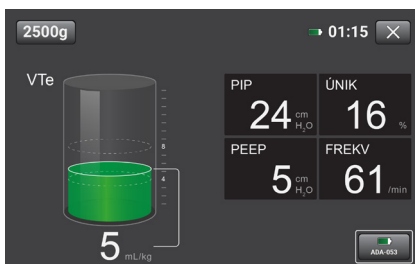 2500g
01:15
VTe
8
4
5 mL/kg
PIP
24 cm H₂O
ÚNIK
16 %
PEEP
5 cm H₂O
FREKV
61 /min
ADA-053